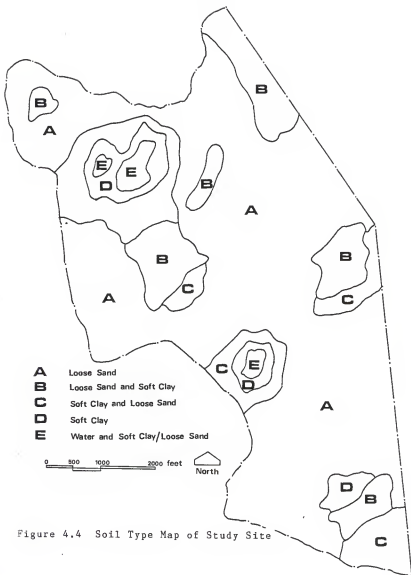 B
B
A
E
E
D
B
A
B
B
C
A
C
C
E
D
A
A Loose Sand
B Loose Sand and Soft Clay
C Soft Clay and Loose Sand
D Soft Clay
E Water and Soft Clay/Loose Sand
0 500 1000 2000 feet
North
D
B
C
Figure 4.4 Soil Type Map of Study Site